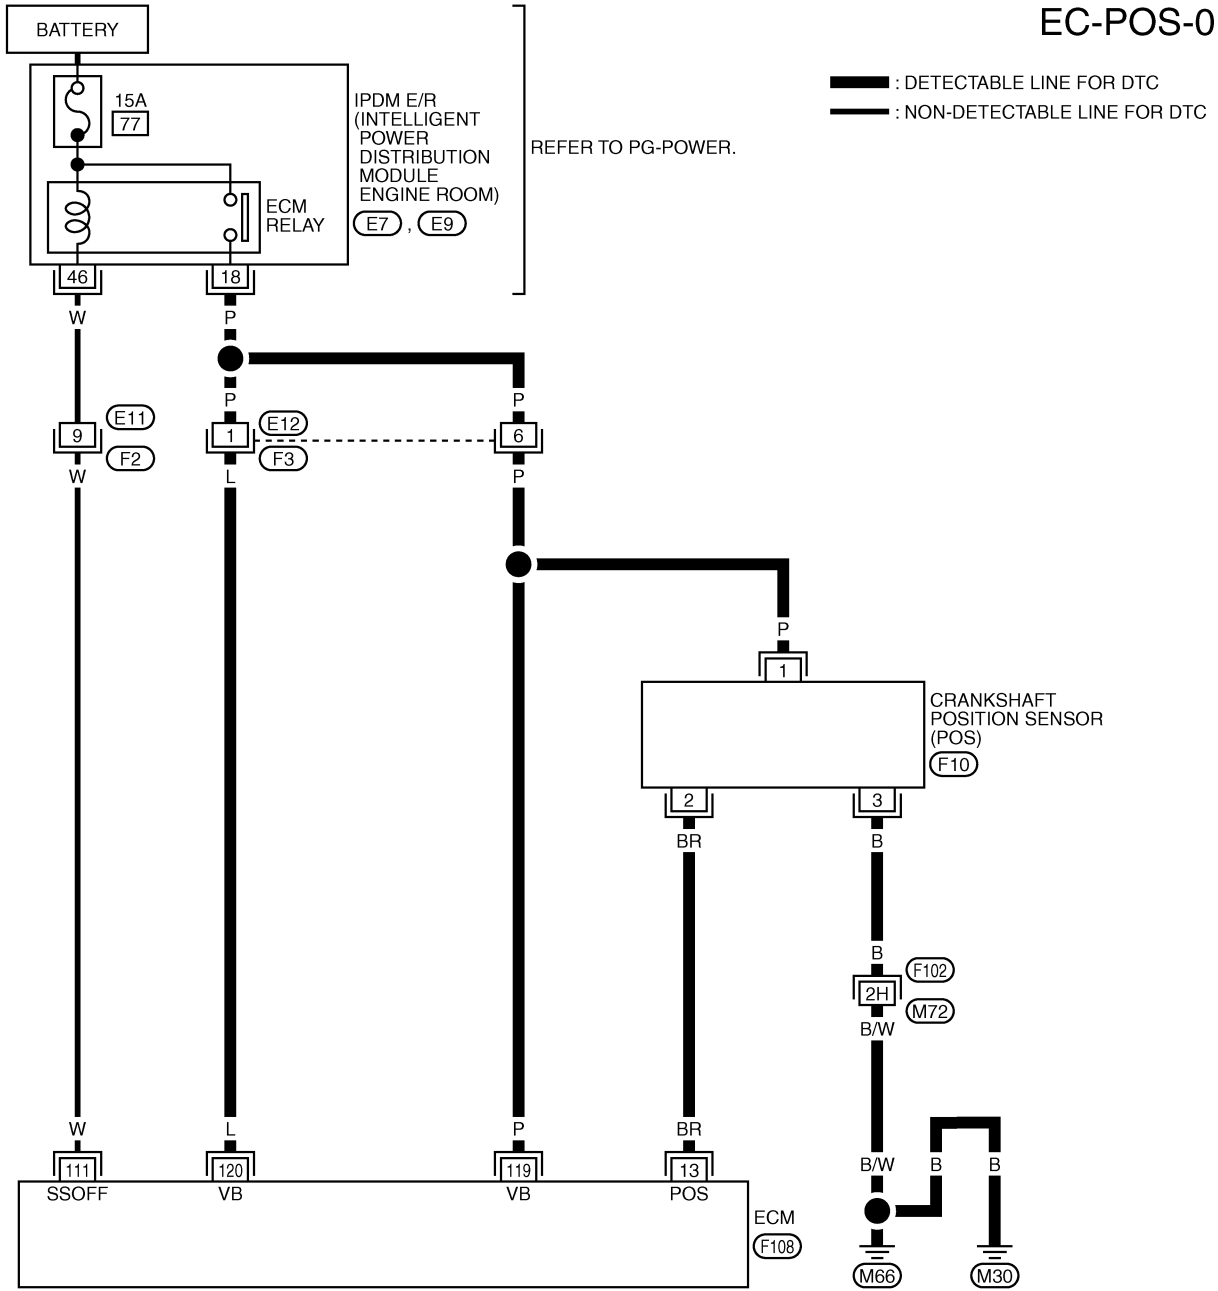 EC-POS-0
BATTERY
: DETECTABLE LINE FOR DTC
: NON-DETECTABLE LINE FOR DTC
15A
77
IPDM E/R
(INTELLIGENT
POWER
DISTRIBUTION
MODULE
ENGINE ROOM)
E7 , E9
REFER TO PG-POWER.
ECM
RELAY
46 18
W P
P P
9 E11 F2
1 E12 F3
6
W L P
P
1
CRANKSHAFT
POSITION SENSOR
(POS)
F10
2 3
BR B
B
F102
2H
M72
B/W
W L P BR
B/W B B
111 120 119 13
SSOFF VB VB POS
ECM
F108
M66 M30